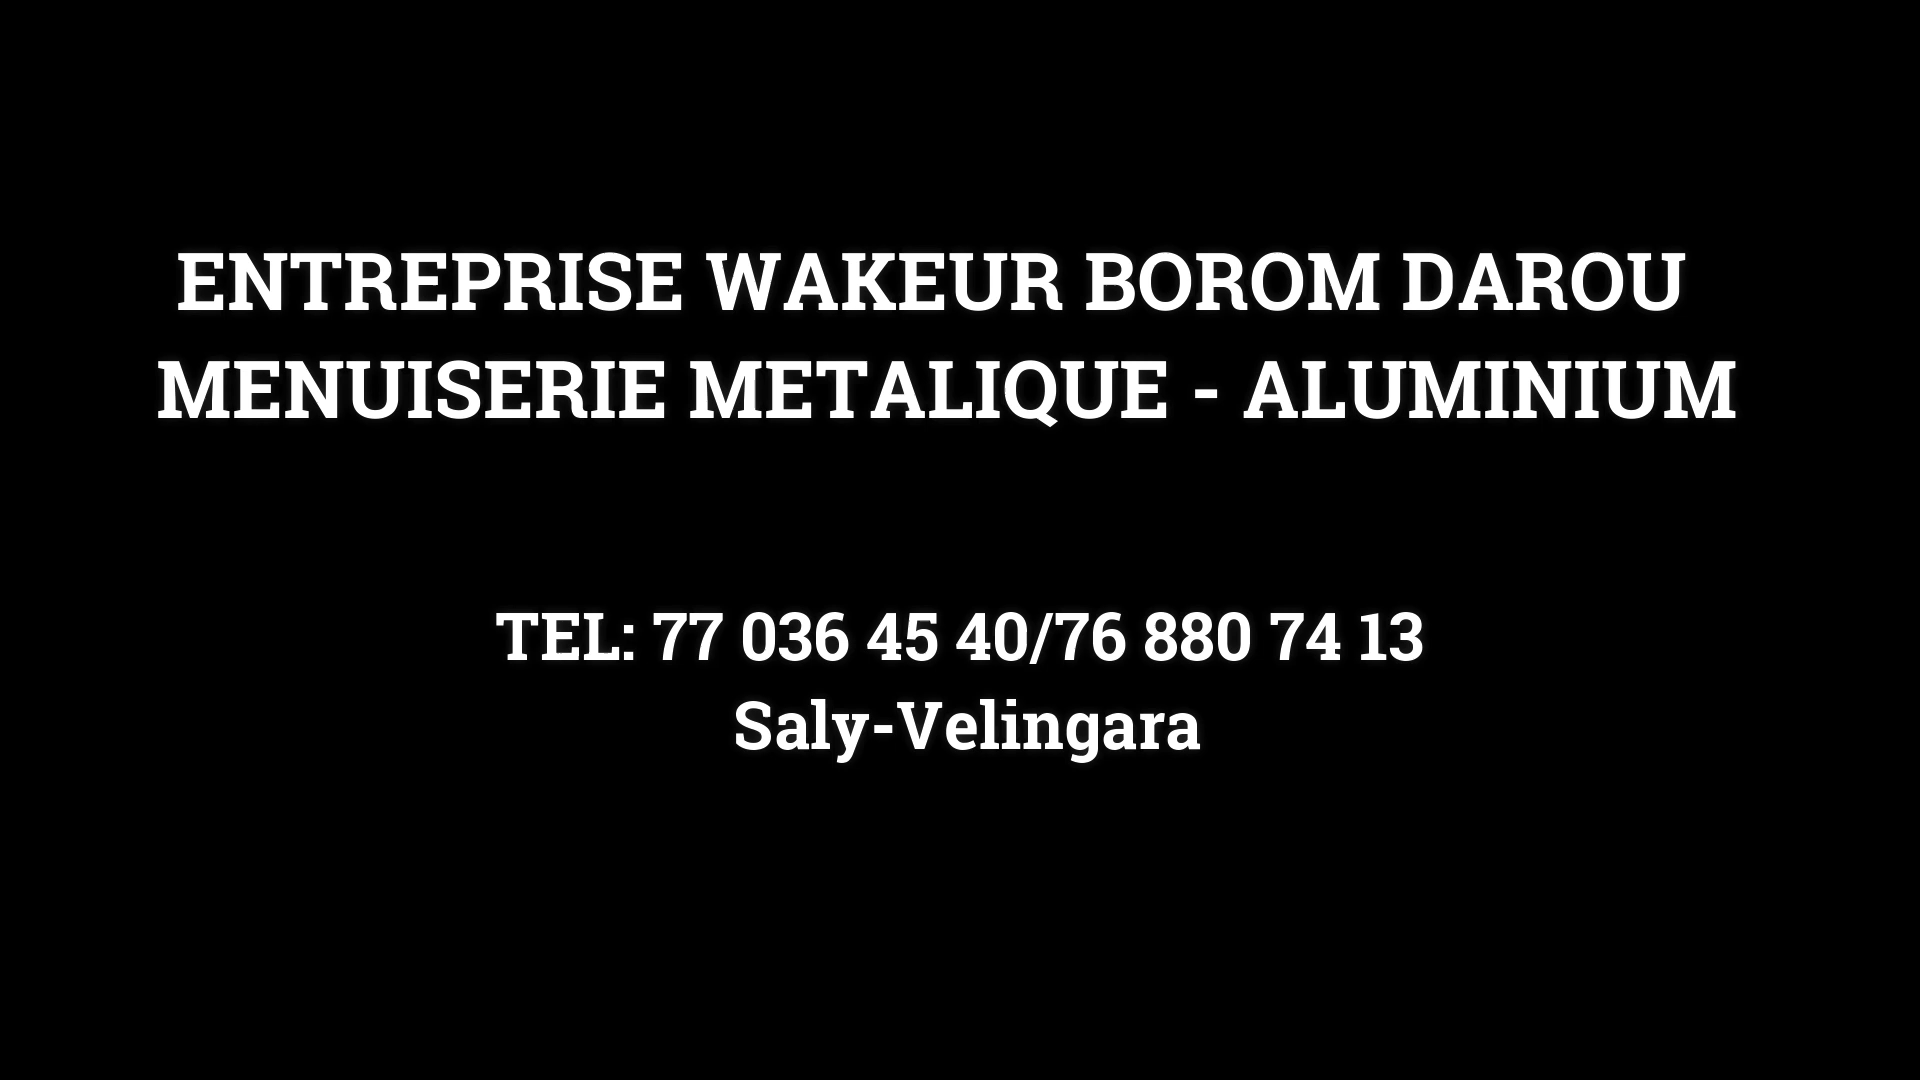 ENTREPRISE WAKEUR BOROM DAROU
MENUISERIE METALIQUE - ALUMINIUM
TEL: 77 036 45 40/76 880 74 13
Saly-Velingara